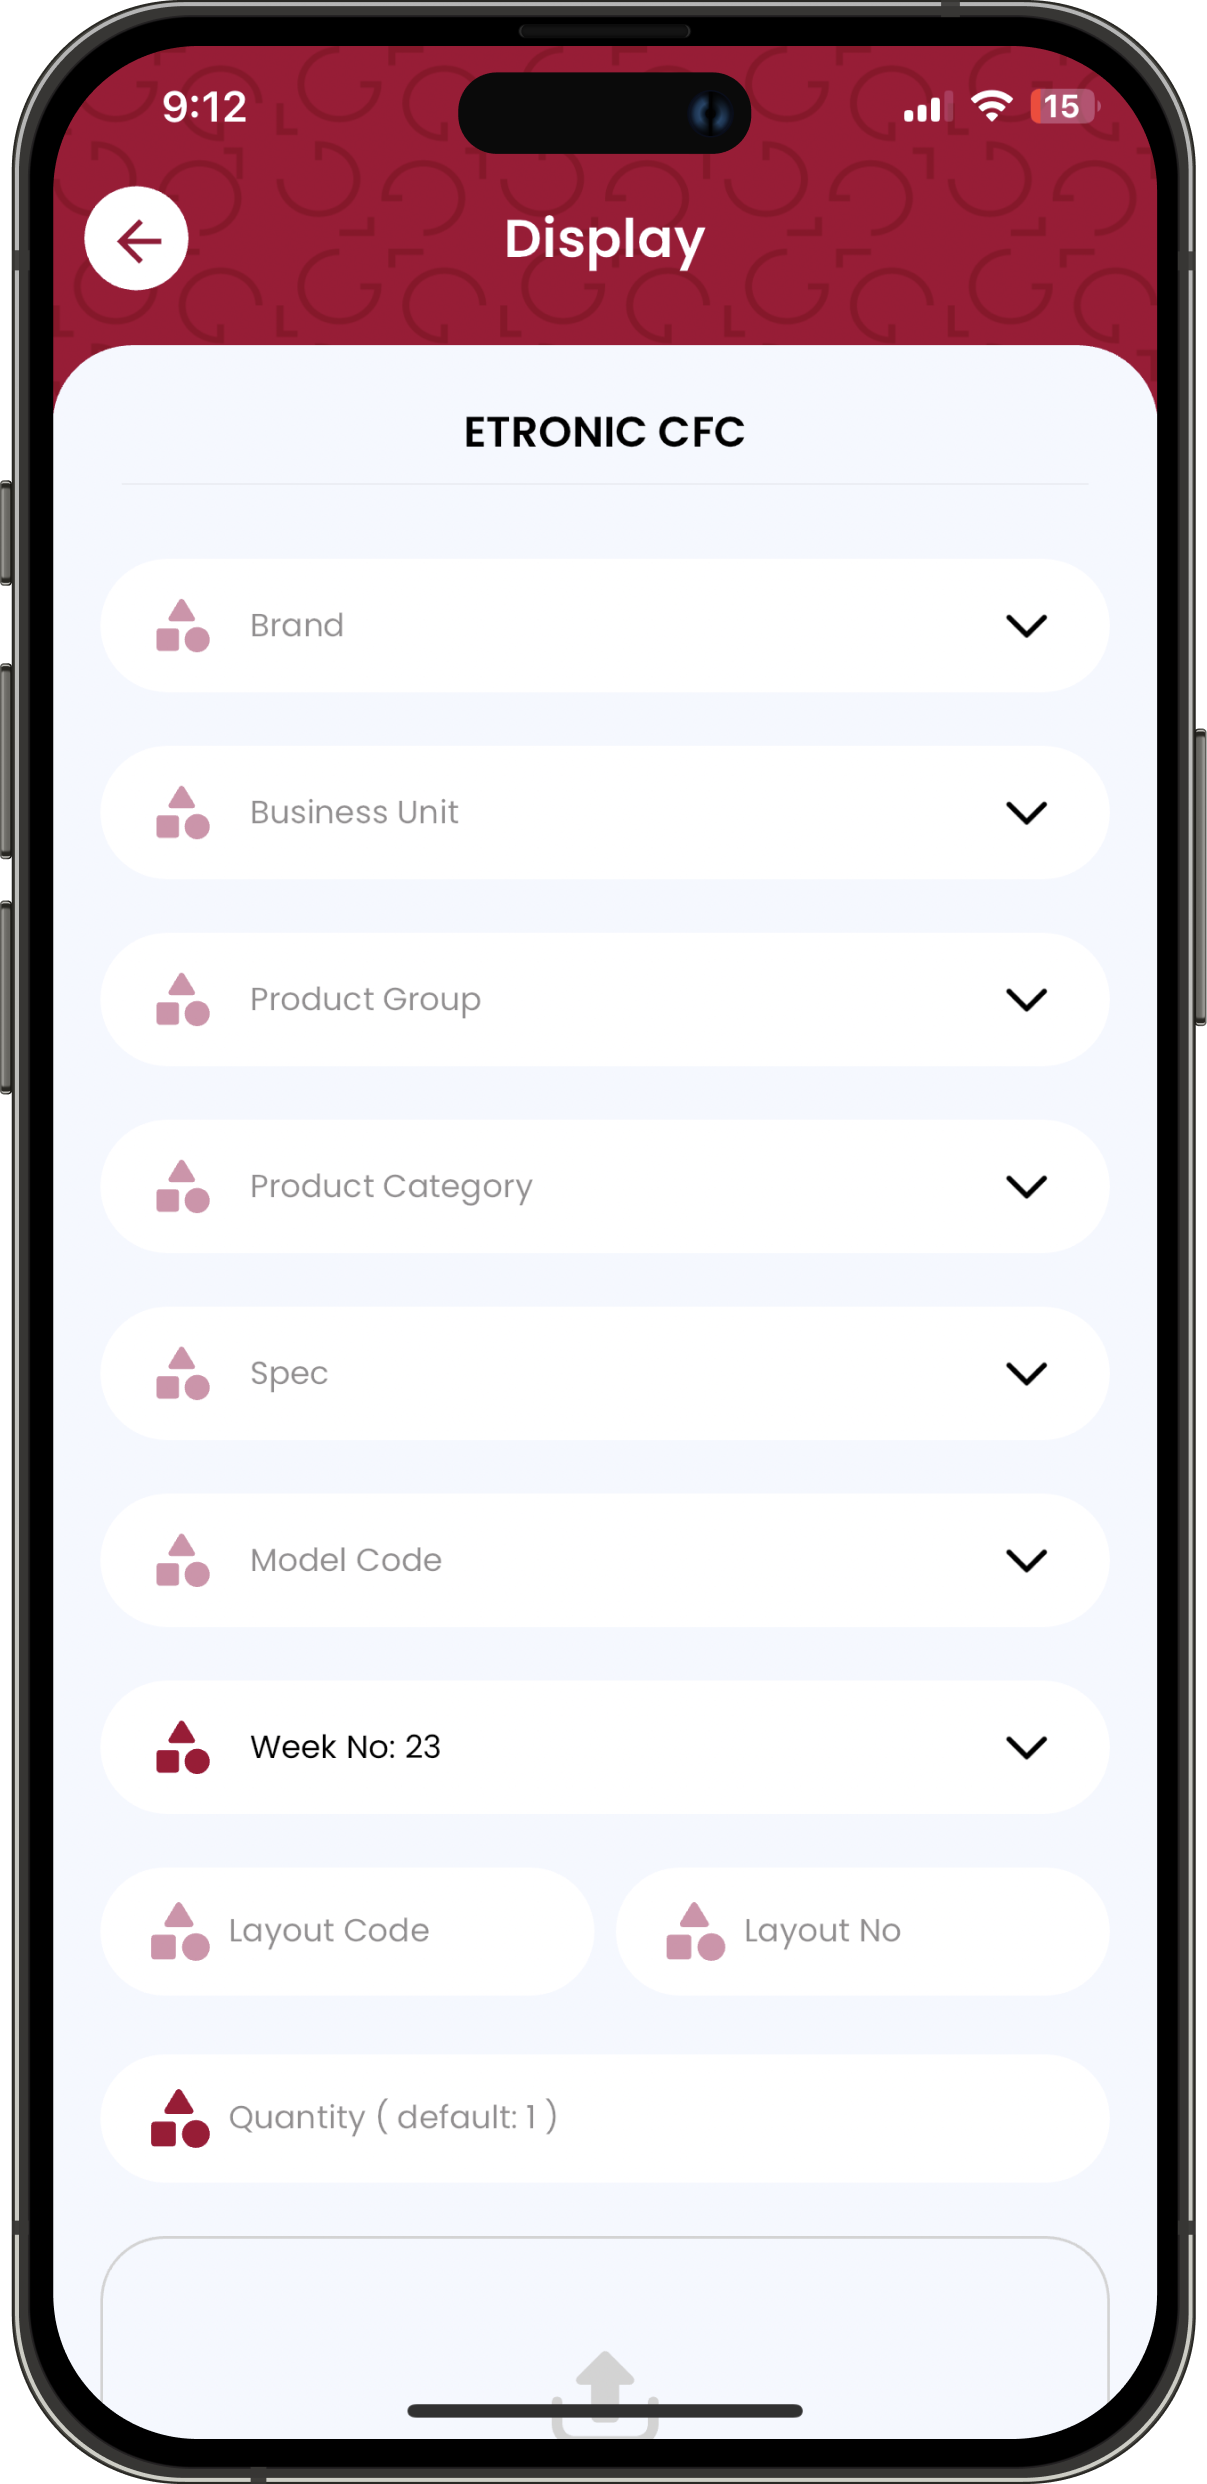 9:12
15
Display
ETRONIC CFC
Brand
Business Unit
Product Group
Product Category
Spec
Model Code
Week No: 23
Layout Code
Layout No
Quantity ( default: 1 )